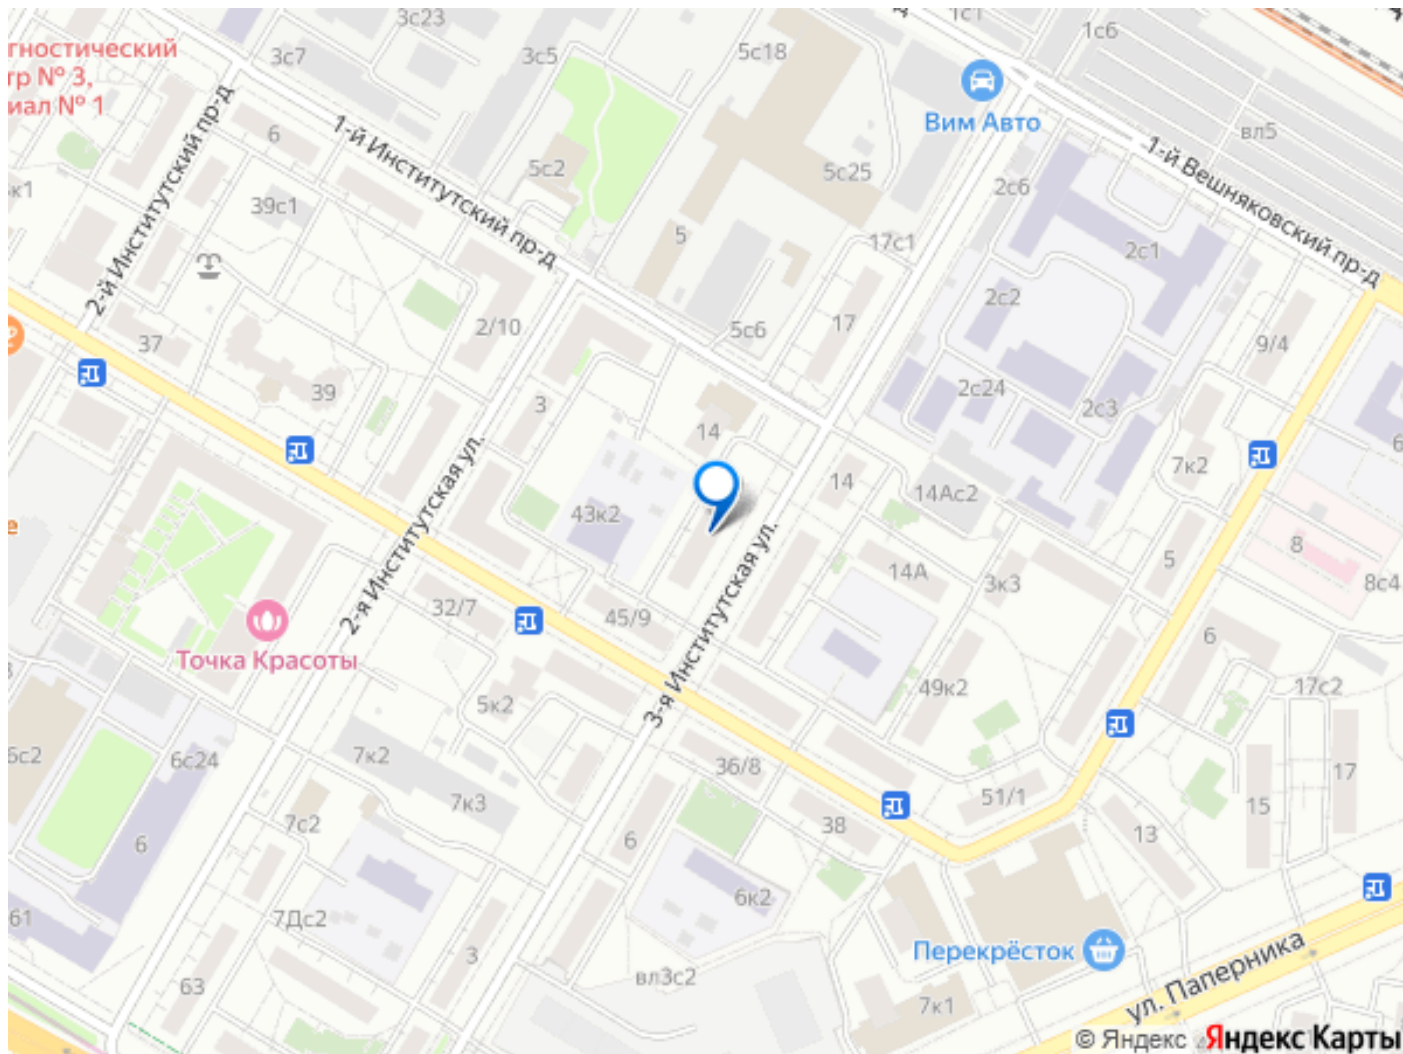 3с23
1с1
1с6
гностический
тр № 3,
иал № 1
3с7
3с5
5с18
Вим Авто
вл5
6
1-й Институтский пр-д
1-й Вешняковский пр-д
2-й Институтский пр-д
5с2
5с25
2с6
к1
39с1
5
17с1
2с1
2с2
37
2/10
5с6
17
9/4
39
3
2с24
2с3
14
6
7к2
14
14Ас2
43к2
е
2-я Институтская ул.
3-я Институтская ул.
14А
3к3
5
8
8с4
32/7
45/9
6
Точка Красоты
49к2
17с2
5к2
6с2
6с24
7к2
36/8
17
7к3
51/1
15
7с2
38
13
6
6
6к2
61
7Дс2
3
Перекрёсток
63
вл3с2
7к1
ул. Паперника
© Яндекс Яндекс Карты